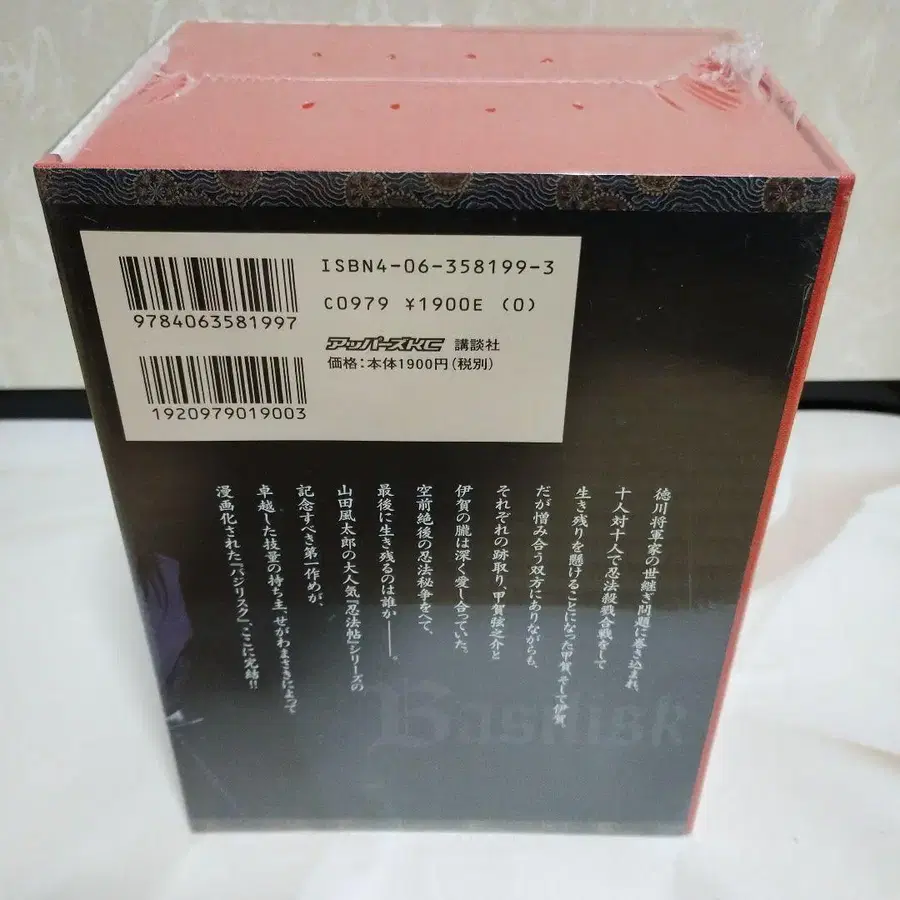 ISBN4-06-358199-3
C0979 ¥1900E (0)
9784063581997
アッパーズKC 講談社
価格：本体1900円（税別）
1920979019003
徳川将軍家の世継ぎ問題に巻き込まれ、
十人対十人で忍法殺戮合戦をして
生き残りを懸けることになった甲賀、そして伊賀。
だが憎み合う双方にありながらも、
それぞれの跡取り、甲賀弦之介と
伊賀の朧は深く愛し合っていた。
空前絶後の忍法秘争をへて、
最後に生き残るのは誰か――。
山田風太郎の大人気『忍法帖』シリーズの
記念すべき第一作めが、
卓越した技量の持ち主、せがわまさきによって
漫画化された『バジリスク』、ここに完結!!
Basilisk